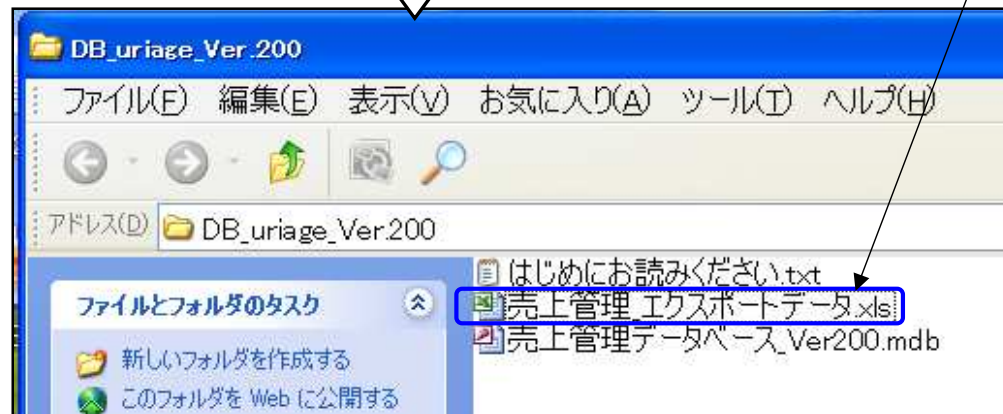 DB_uriage_Ver.200
ファイル(F) 編集(E) 表示(V) お気に入り(A) ツール(T) ヘルプ(H)
アドレス(D) DB_uriage_Ver.200
はじめにお読みください.txt
売上管理_エクスポートデータ.xls
売上管理データベース_Ver200.mdb
ファイルとフォルダのタスク
新しいフォルダを作成する
このフォルダを Web に公開する